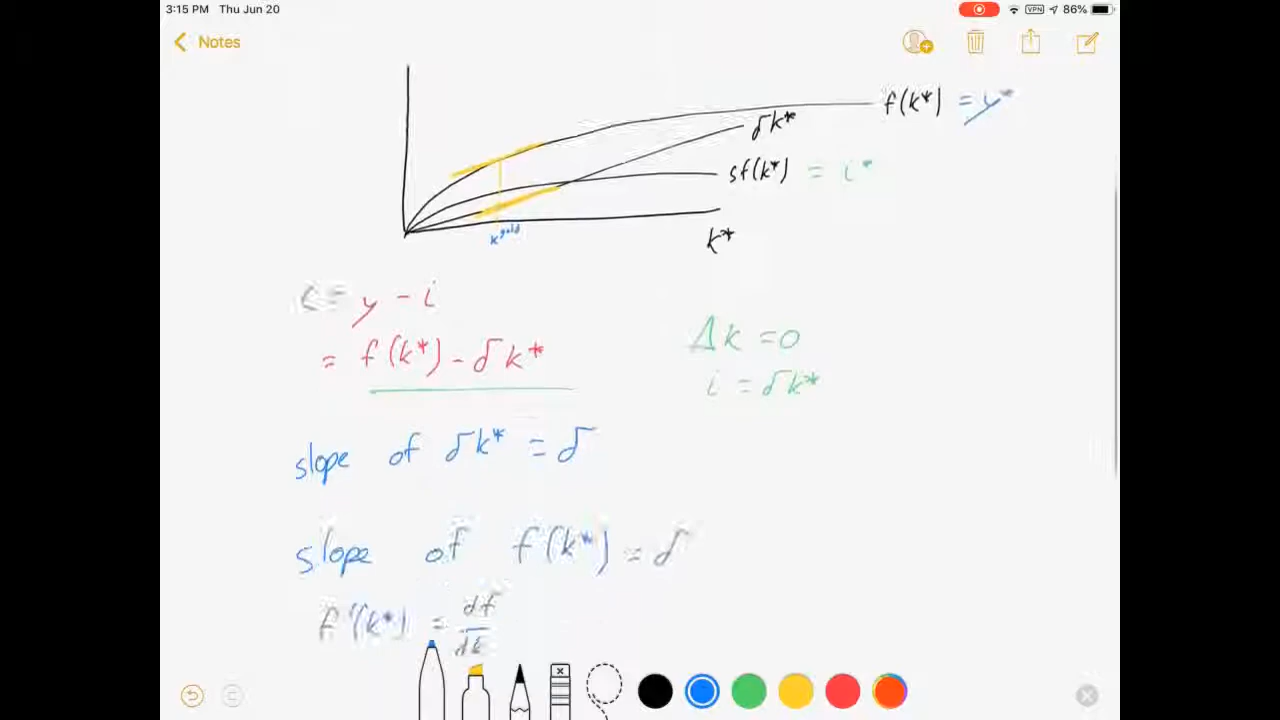 3:15 PM Thu Jun 20
VPN 86%
Notes
f(k*) = y*
δk*
sf(k*) = i*
k gold
k*
c = y - i
= f(k*) - δk*
Δk = 0
i = δk*
slope of δk* = δ
slope of f(k*) = δ
f'(k*) = df/dk